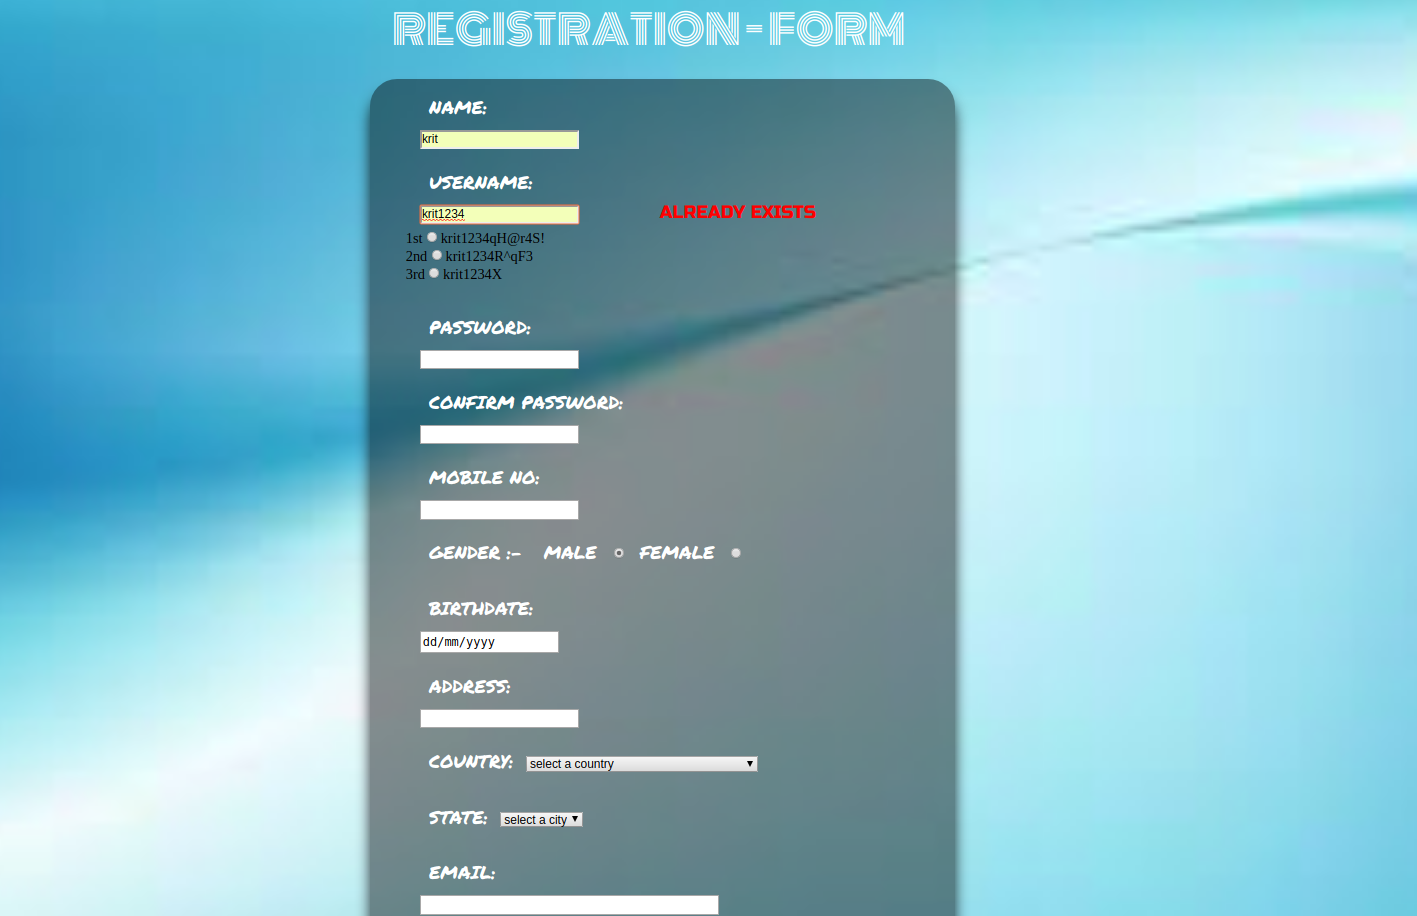 REGISTRATION-FORM
NAME:
krit
USERNAME:
krit1234 ALREADY EXISTS
1st krit1234qH@r4S!
2nd krit1234R^qF3
3rd krit1234X
PASSWORD:
CONFIRM PASSWORD:
MOBILE NO:
GENDER :- MALE FEMALE
BIRTHDATE:
dd/mm/yyyy
ADDRESS:
COUNTRY: select a country
STATE: select a city
EMAIL: